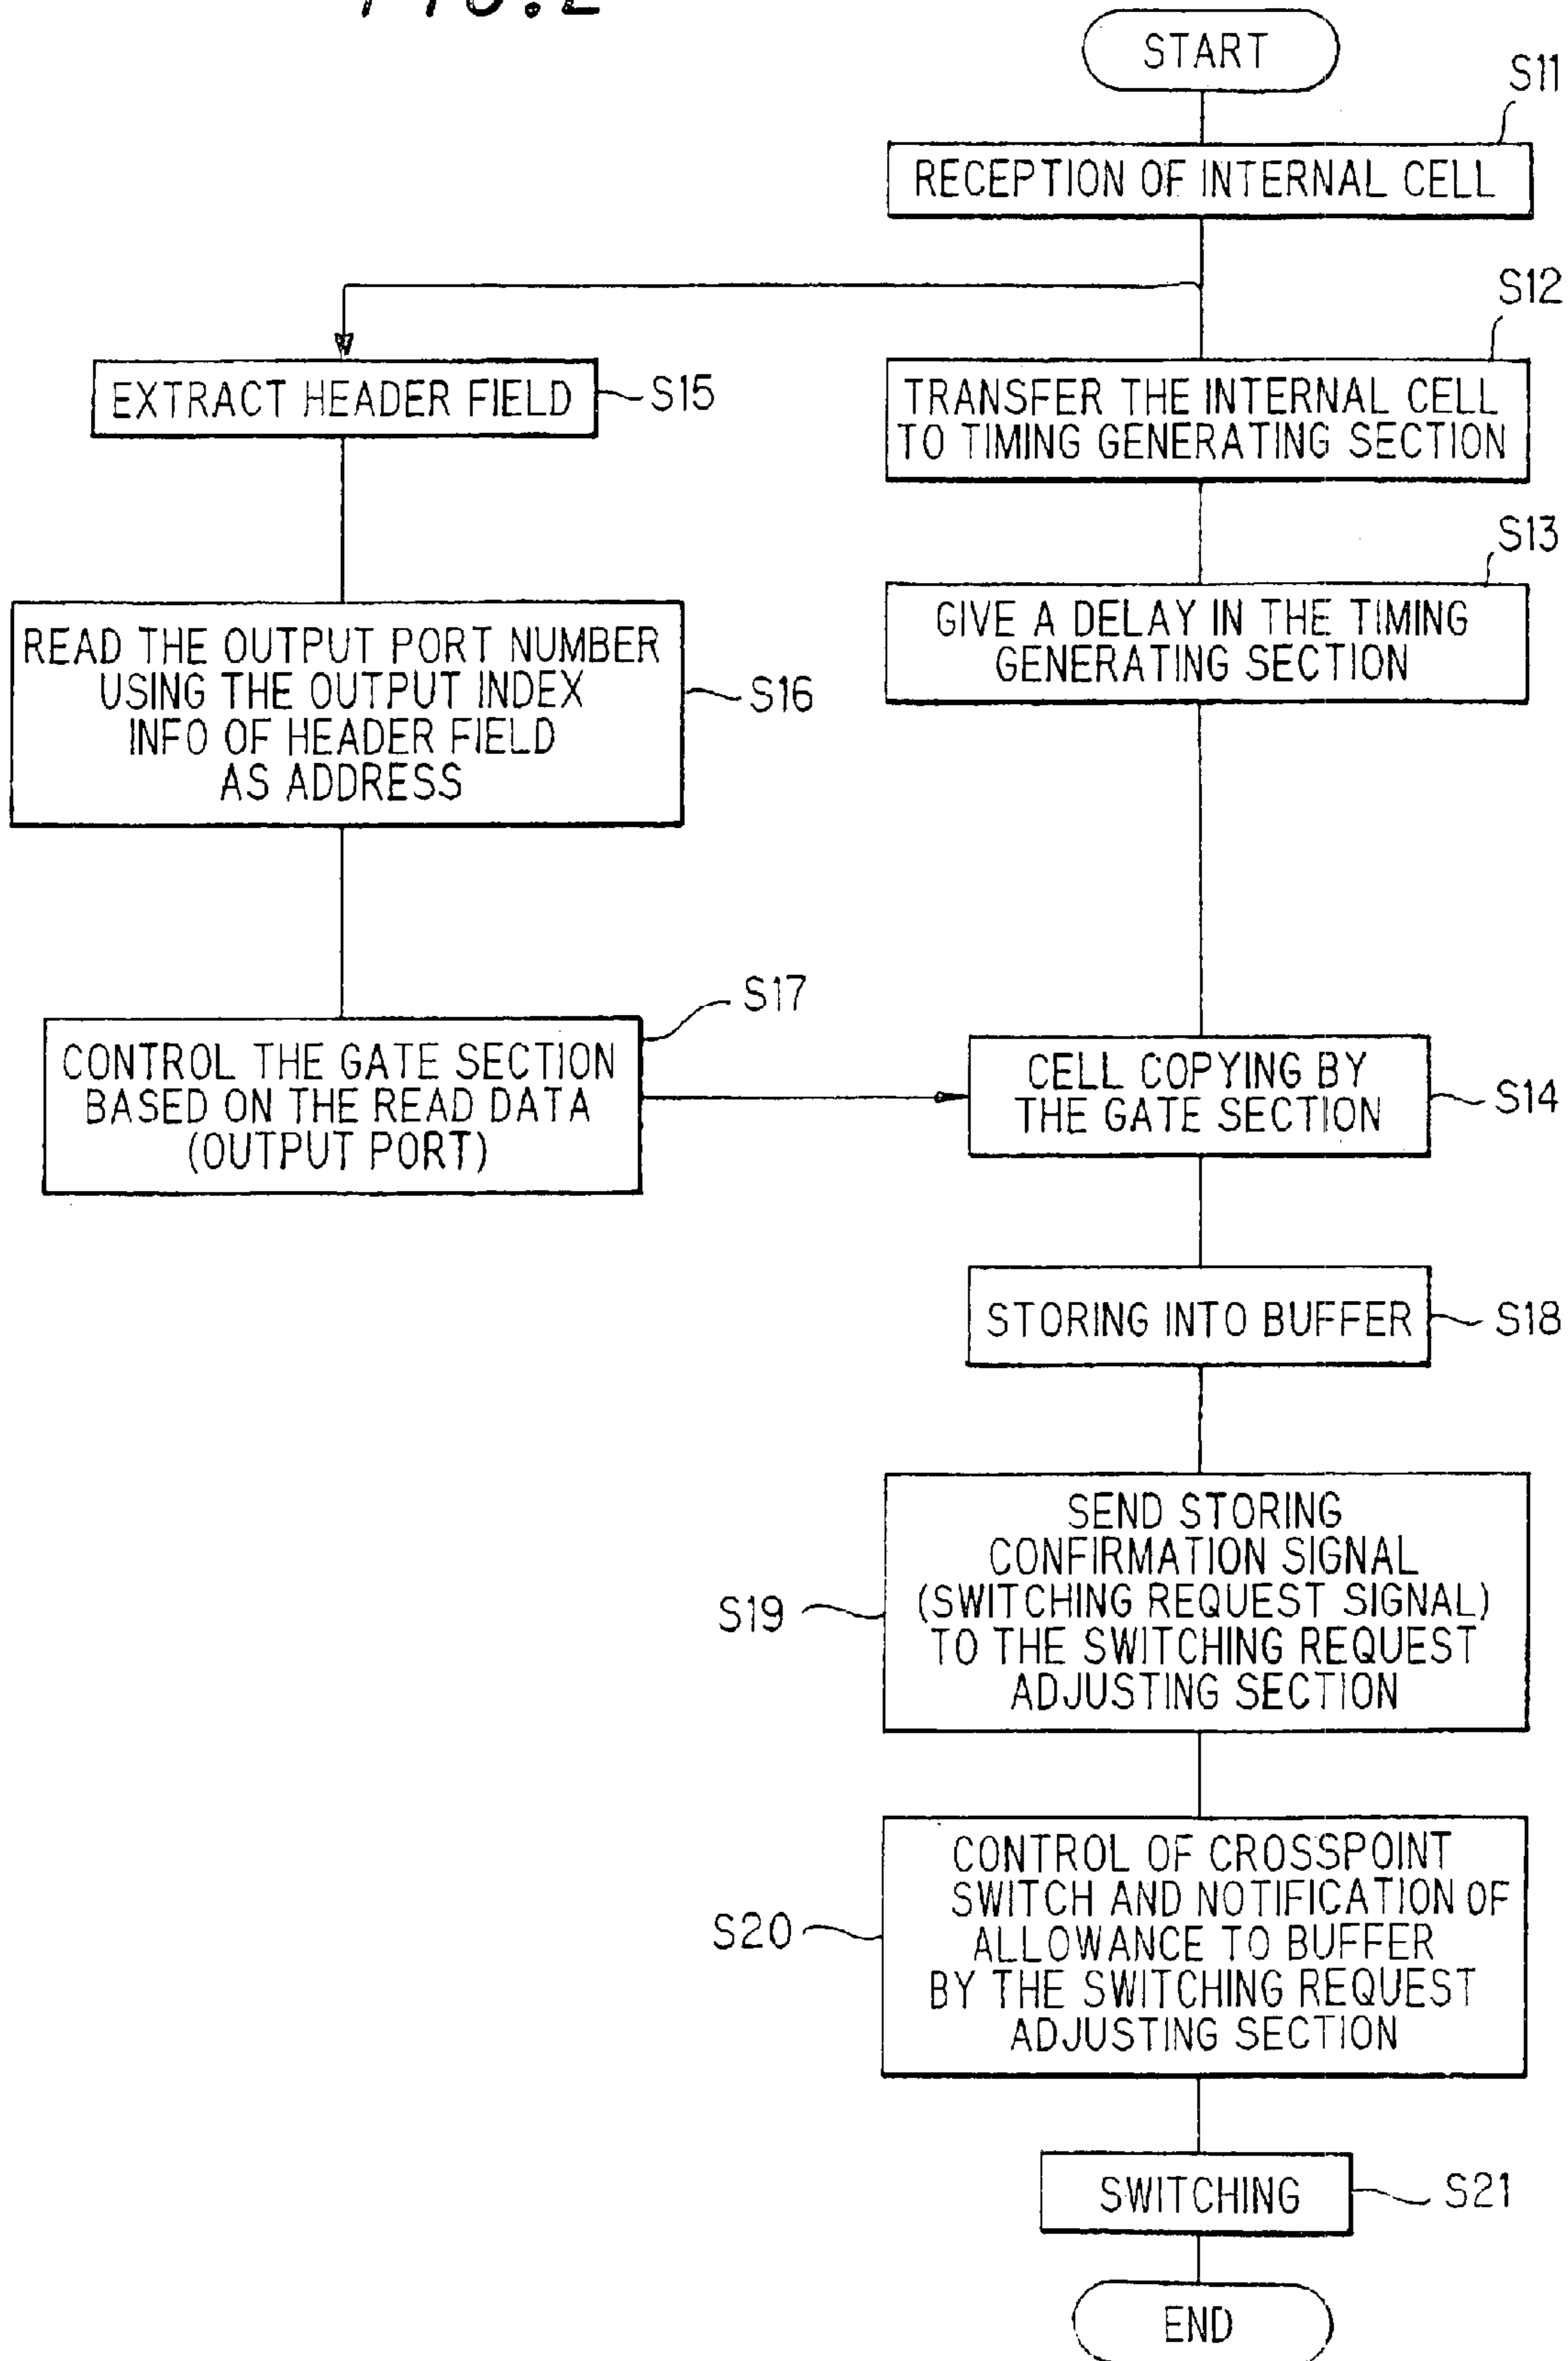 FIG.2
START
S11
RECEPTION OF INTERNAL CELL
S12
TRANSFER THE INTERNAL CELL
TO TIMING GENERATING SECTION
S15
EXTRACT HEADER FIELD
S13
GIVE A DELAY IN THE TIMING
GENERATING SECTION
READ THE OUTPUT PORT NUMBER
USING THE OUTPUT INDEX
INFO OF HEADER FIELD
AS ADDRESS
S16
S17
CONTROL THE GATE SECTION
BASED ON THE READ DATA
(OUTPUT PORT)
CELL COPYING BY
THE GATE SECTION
S14
STORING INTO BUFFER
S18
SEND STORING
CONFIRMATION SIGNAL
(SWITCHING REQUEST SIGNAL)
TO THE SWITCHING REQUEST
ADJUSTING SECTION
S19
CONTROL OF CROSSPOINT
SWITCH AND NOTIFICATION OF
ALLOWANCE TO BUFFER
BY THE SWITCHING REQUEST
ADJUSTING SECTION
S20
SWITCHING
S21
END